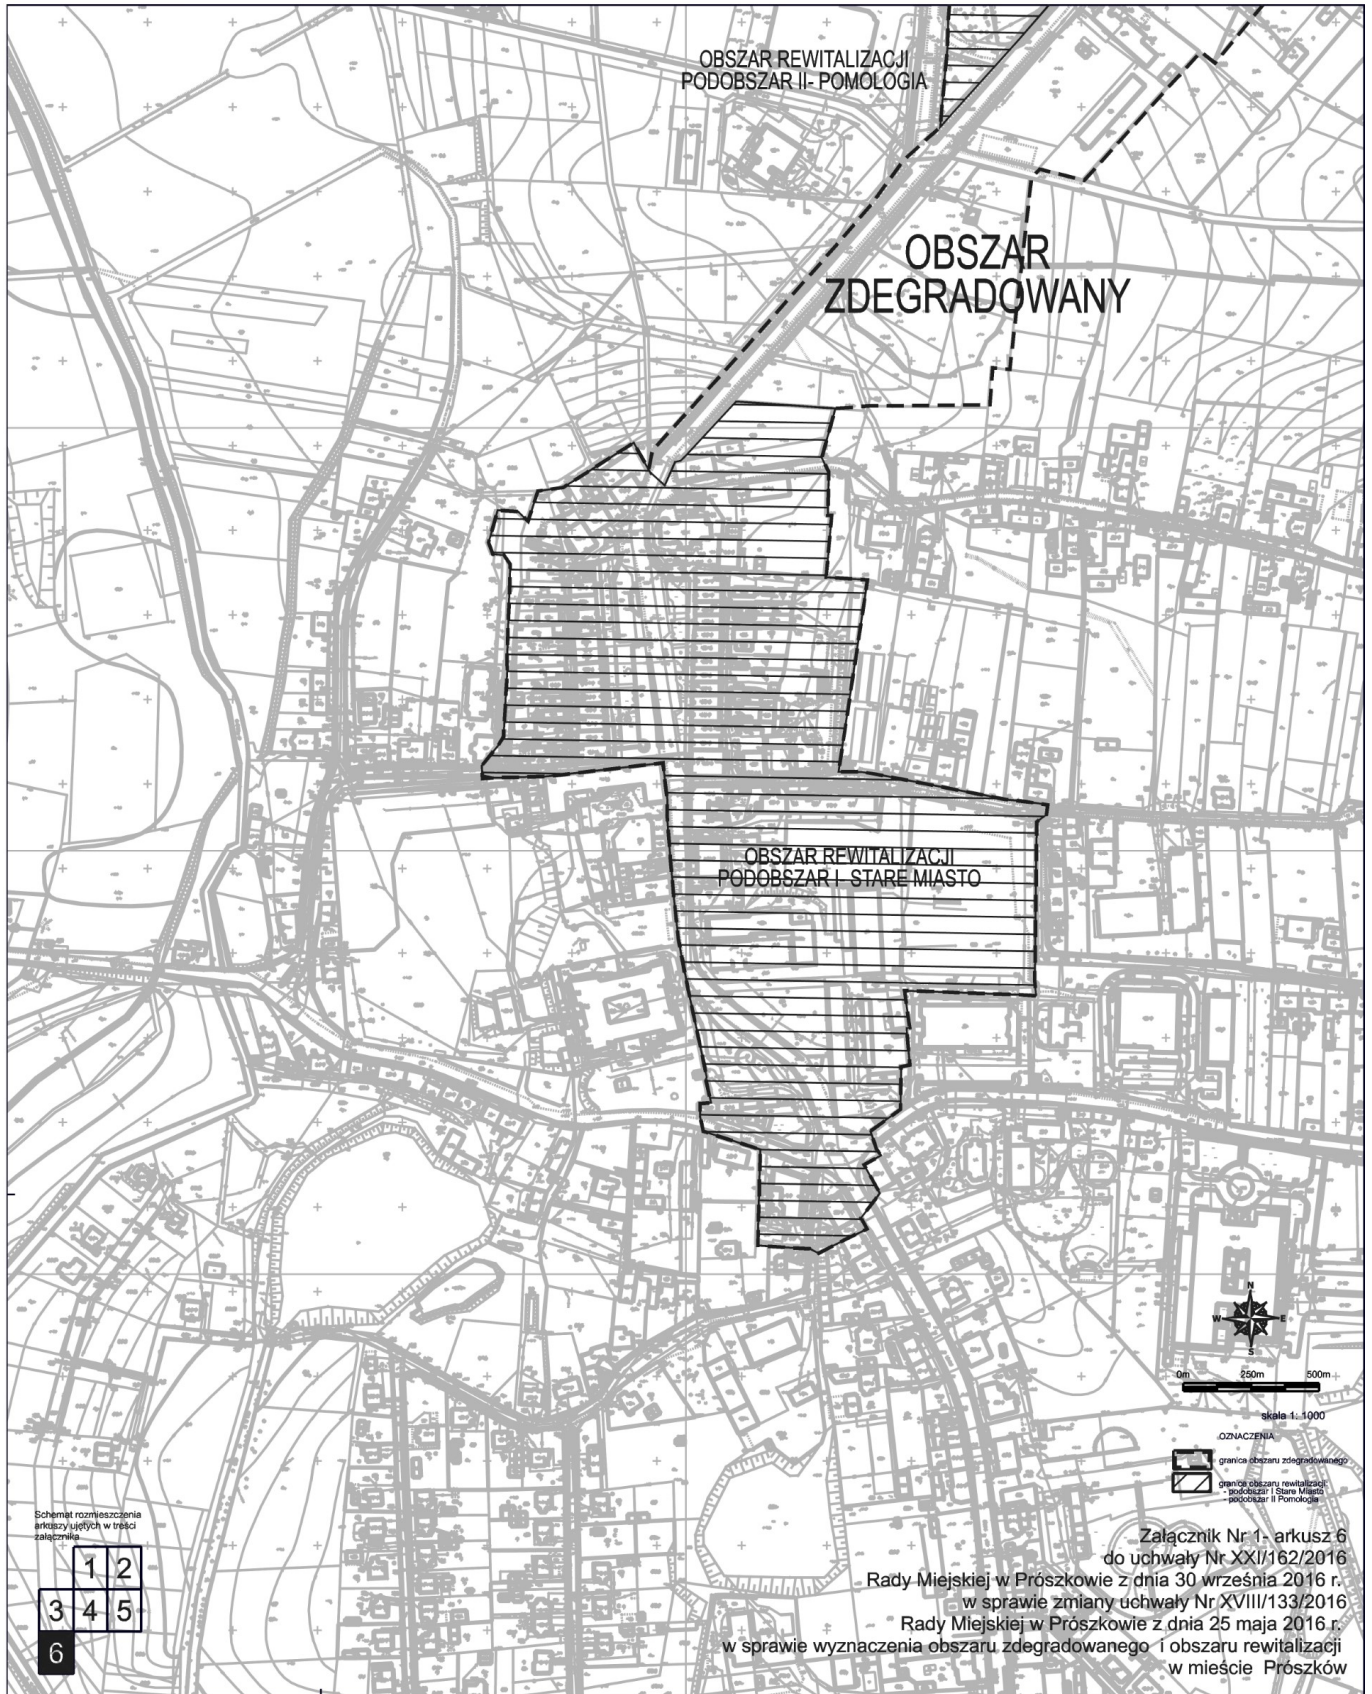 OBSZAR REWITALIZACJI
PODOBSZAR II- POMOLOGIA
OBSZAR
ZDEGRADOWANY
OBSZAR REWITALIZACJI
PODOBSZAR I STARE MIASTO
N
W E
S
0m 250m 500m
skala 1: 1000
OZNACZENIA
granica obszaru zdegradowanego
granica obszaru rewitalizacji:
- podobszar I Stare Miasto
- podobszar II Pomologia
Schemat rozmieszczenia
arkuszy ujętych w treści
załącznika
1 2
3 4 5
6
Załącznik Nr 1- arkusz 6
do uchwały Nr XXI/162/2016
Rady Miejskiej w Prószkowie z dnia 30 września 2016 r.
w sprawie zmiany uchwały Nr XVIII/133/2016
Rady Miejskiej w Prószkowie z dnia 25 maja 2016 r.
w sprawie wyznaczenia obszaru zdegradowanego i obszaru rewitalizacji
w mieście Prószków